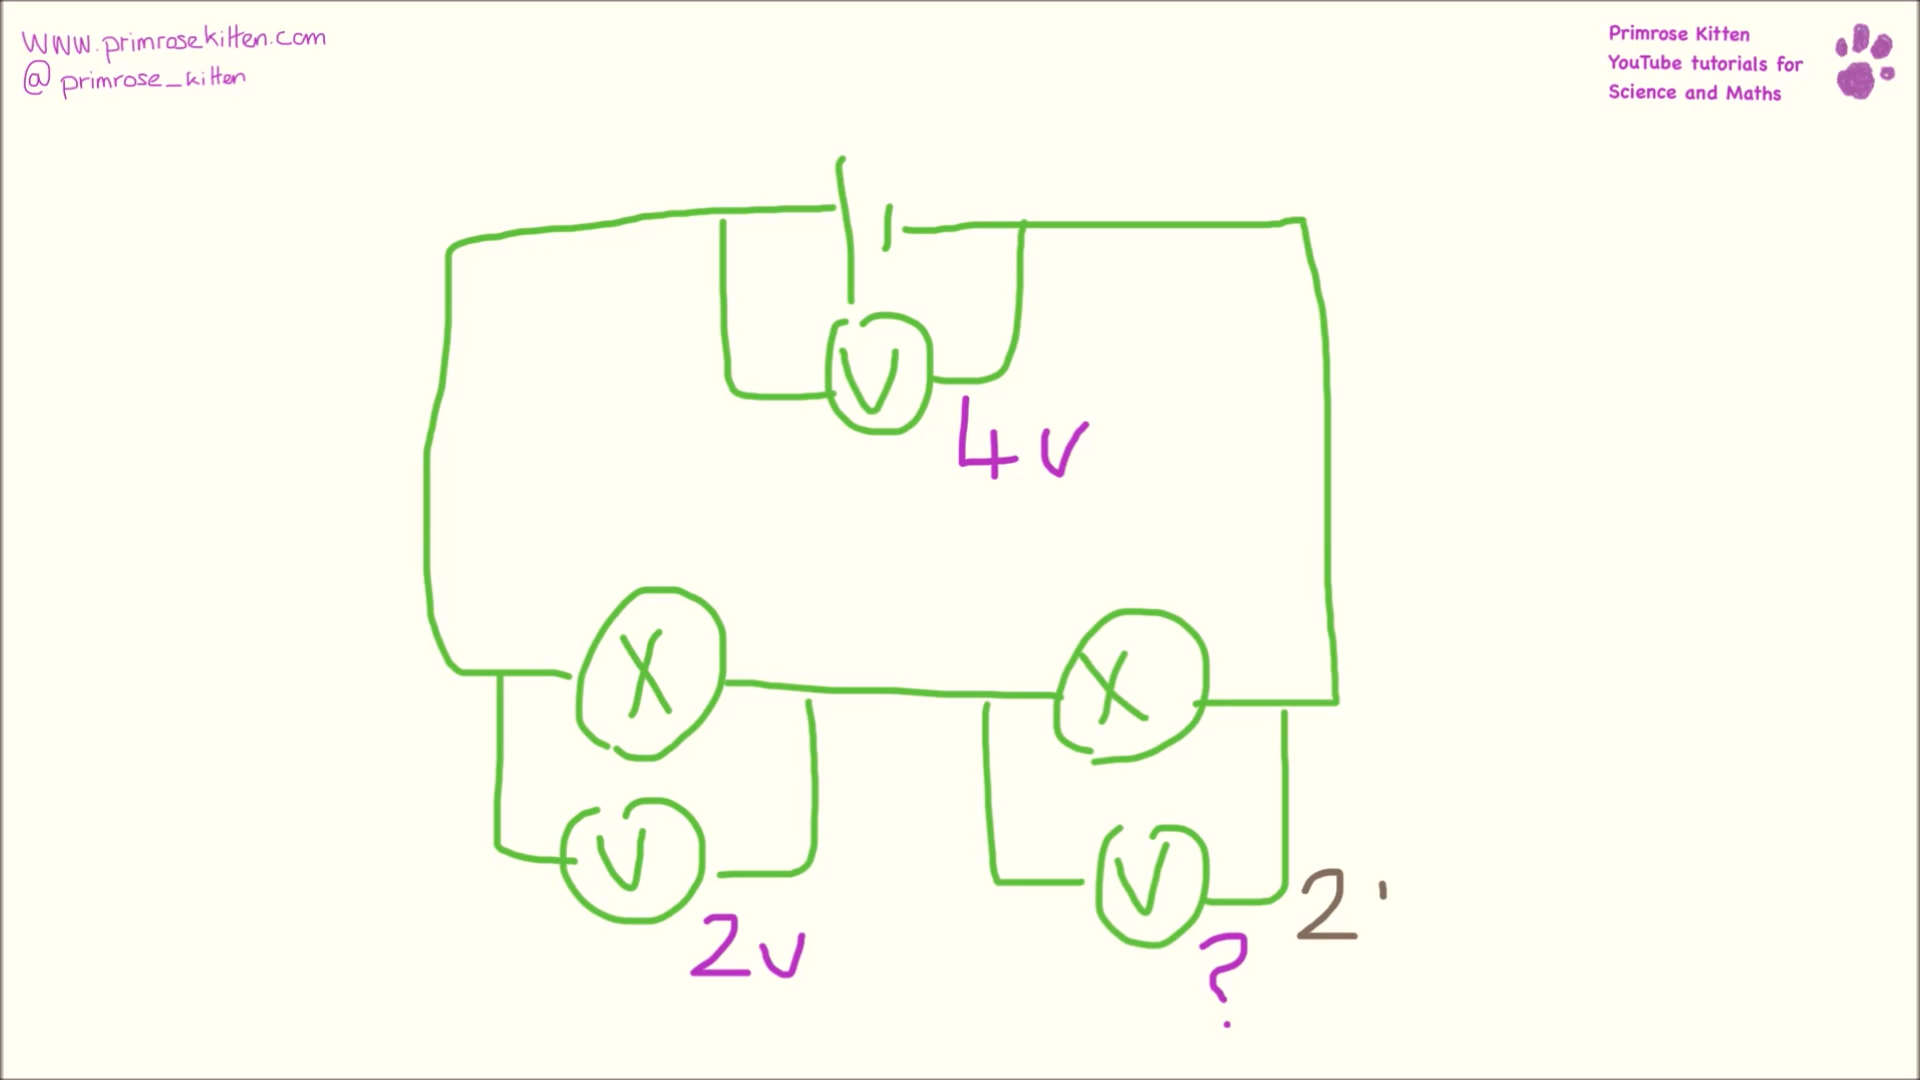 www.primrosekitten.com
@primrose_kitten
Primrose Kitten
YouTube tutorials for
Science and Maths
V
4v
X
X
V
V
2v
?
2